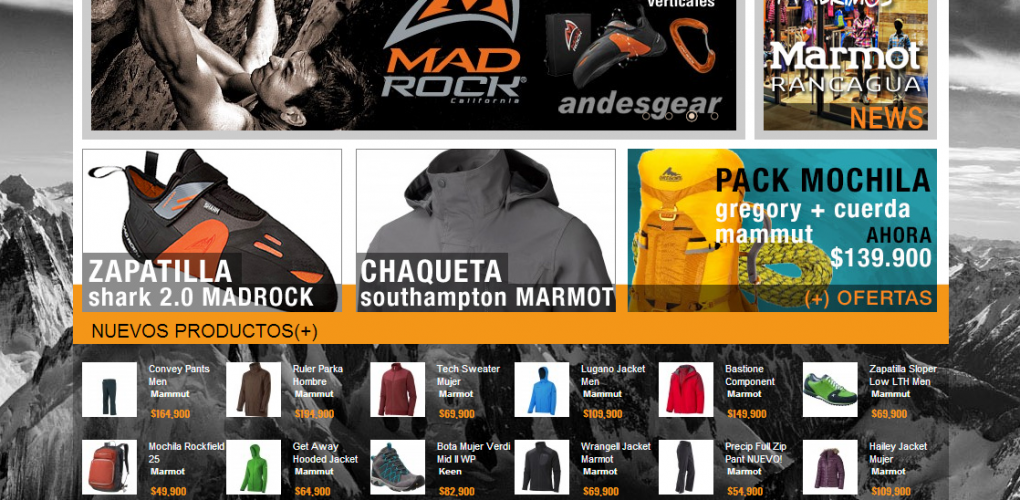 verticales
MAD
ROCK®
California
andesgear
Marmot
RANCAGUA
NEWS
ZAPATILLA
shark 2.0 MADROCK
CHAQUETA
southampton MARMOT
PACK MOCHILA
gregory + cuerda
mammut AHORA
$139.900
(+) OFERTAS
NUEVOS PRODUCTOS(+)
Convey Pants
Men
Mammut
$164,900
Ruler Parka
Hombre
Mammut
$194,900
Tech Sweater
Mujer
Marmot
$69,900
Lugano Jacket
Men
Mammut
$109,900
Bastione
Component
Marmot
$149,900
Zapatilla Sloper
Low LTH Men
Mammut
$69,900
Mochila Rockfield
25
Marmot
$49,900
Get Away
Hooded Jacket
Mammut
$64,900
Bota Mujer Verdi
Mid II WP
Keen
$82,900
Wrangell Jacket
Marmot
Marmot
$69,900
Precip Full Zip
Pant NUEVO!
Marmot
$54,900
Hailey Jacket
Mujer
Marmot
$109,900